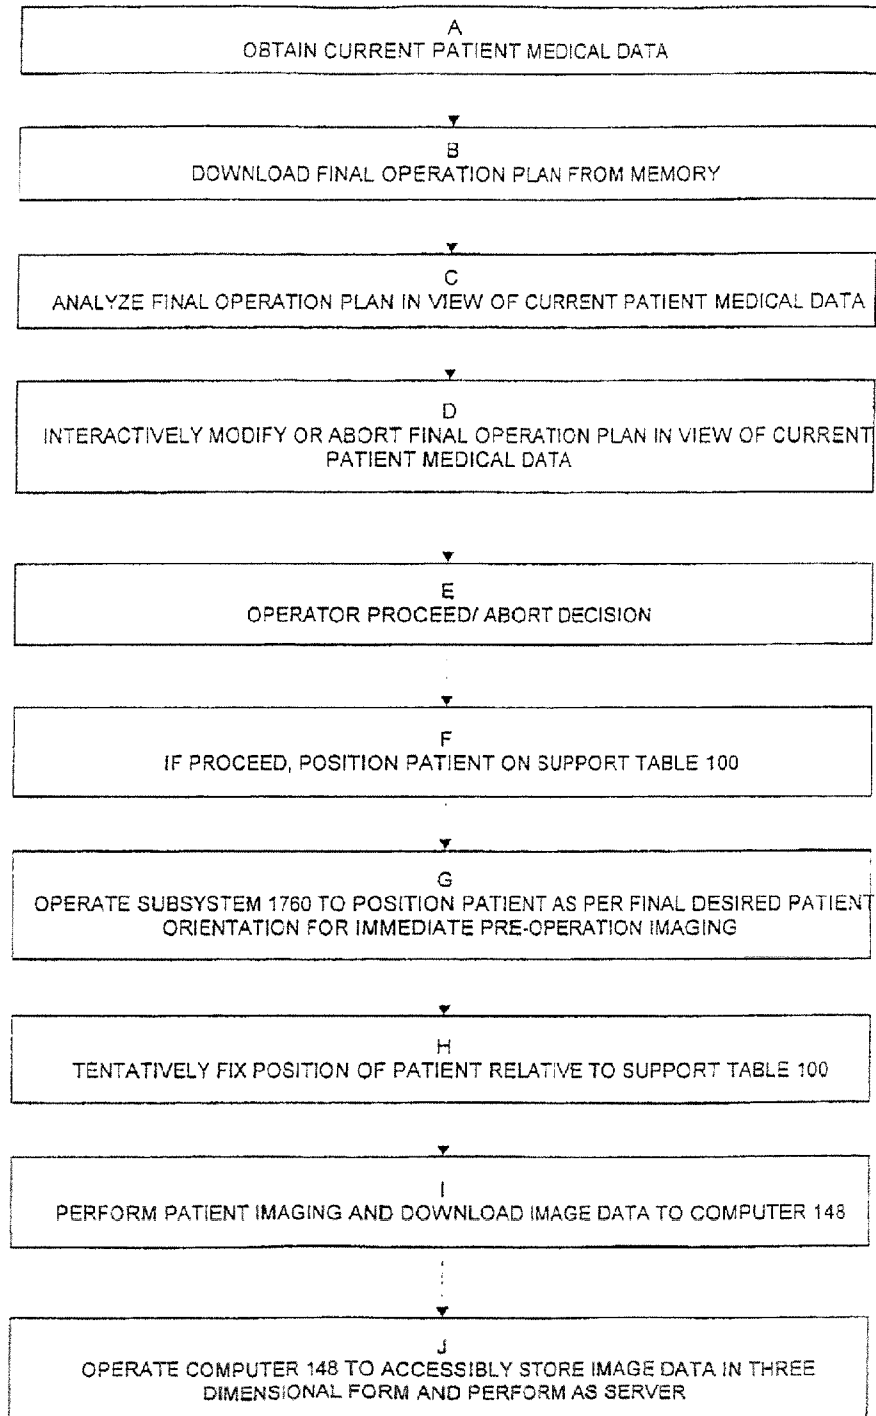 A
OBTAIN CURRENT PATIENT MEDICAL DATA
B
DOWNLOAD FINAL OPERATION PLAN FROM MEMORY
C
ANALYZE FINAL OPERATION PLAN IN VIEW OF CURRENT PATIENT MEDICAL DATA
D
INTERACTIVELY MODIFY OR ABORT FINAL OPERATION PLAN IN VIEW OF CURRENT
PATIENT MEDICAL DATA
E
OPERATOR PROCEED/ ABORT DECISION
F
IF PROCEED, POSITION PATIENT ON SUPPORT TABLE 100
G
OPERATE SUBSYSTEM 1760 TO POSITION PATIENT AS PER FINAL DESIRED PATIENT
ORIENTATION FOR IMMEDIATE PRE-OPERATION IMAGING
H
TENTATIVELY FIX POSITION OF PATIENT RELATIVE TO SUPPORT TABLE 100
I
PERFORM PATIENT IMAGING AND DOWNLOAD IMAGE DATA TO COMPUTER 148
J
OPERATE COMPUTER 148 TO ACCESSIBLY STORE IMAGE DATA IN THREE
DIMENSIONAL FORM AND PERFORM AS SERVER